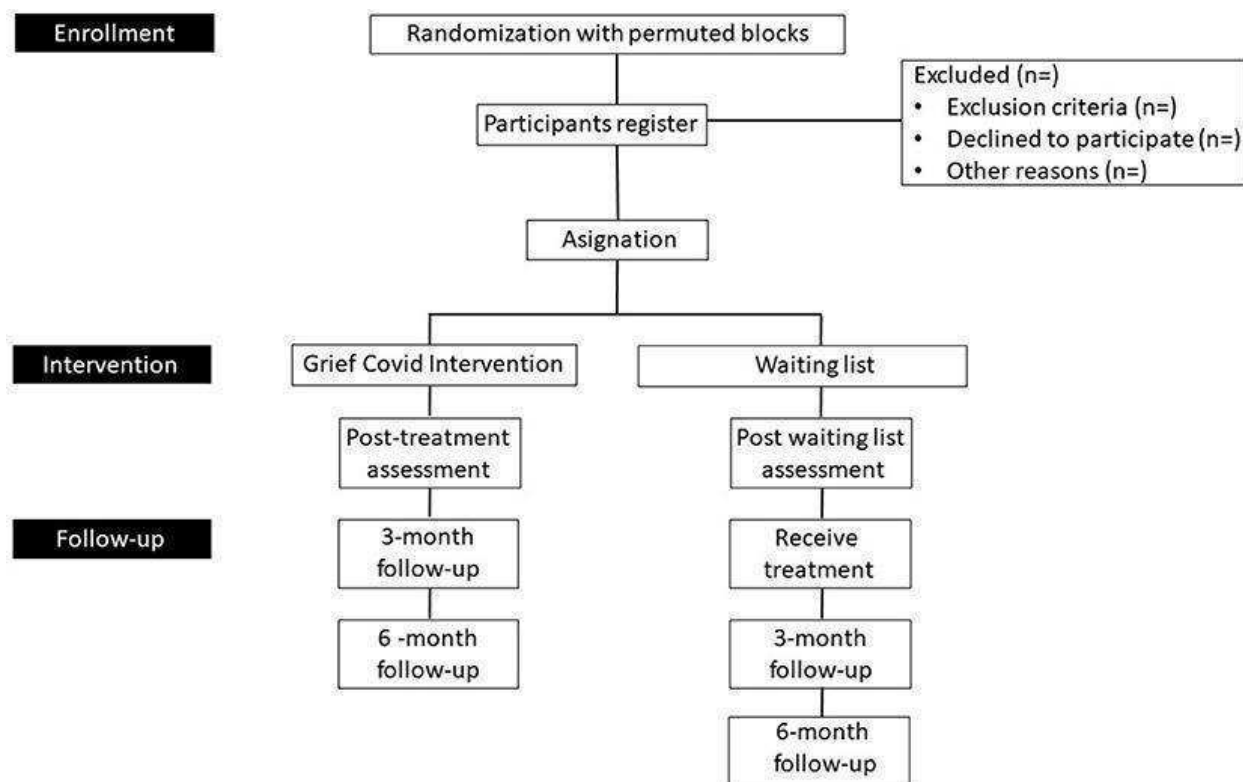 Enrollment
Randomization with permuted blocks
Excluded (n=)
• Exclusion criteria (n=)
• Declined to participate (n=)
• Other reasons (n=)
Participants register
Asignation
Intervention
Grief Covid Intervention
Waiting list
Post-treatment
assessment
Post waiting list
assessment
Follow-up
3-month
follow-up
Receive
treatment
6 -month
follow-up
3-month
follow-up
6-month
follow-up